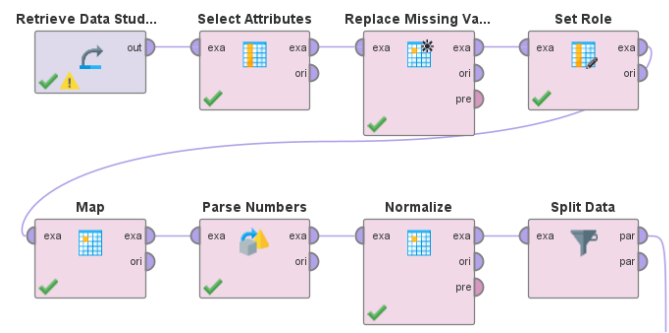 Retrieve Data Stud...
Select Attributes
Replace Missing Va...
Set Role
out
exa exa
ori
exa exa
ori
pre
exa exa
ori
Map
Parse Numbers
Normalize
Split Data
exa exa
ori
exa exa
ori
exa exa
ori
pre
exa par
par